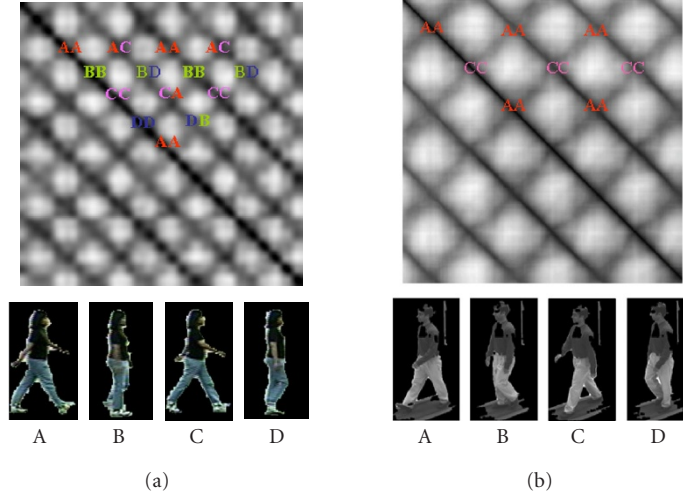 AA AC AA AC
BB BD BB BD
CC CA CC
DD DB
AA
AA AA AA
CC CC CC
AA AA
A B C D
A B C D
(a)
(b)